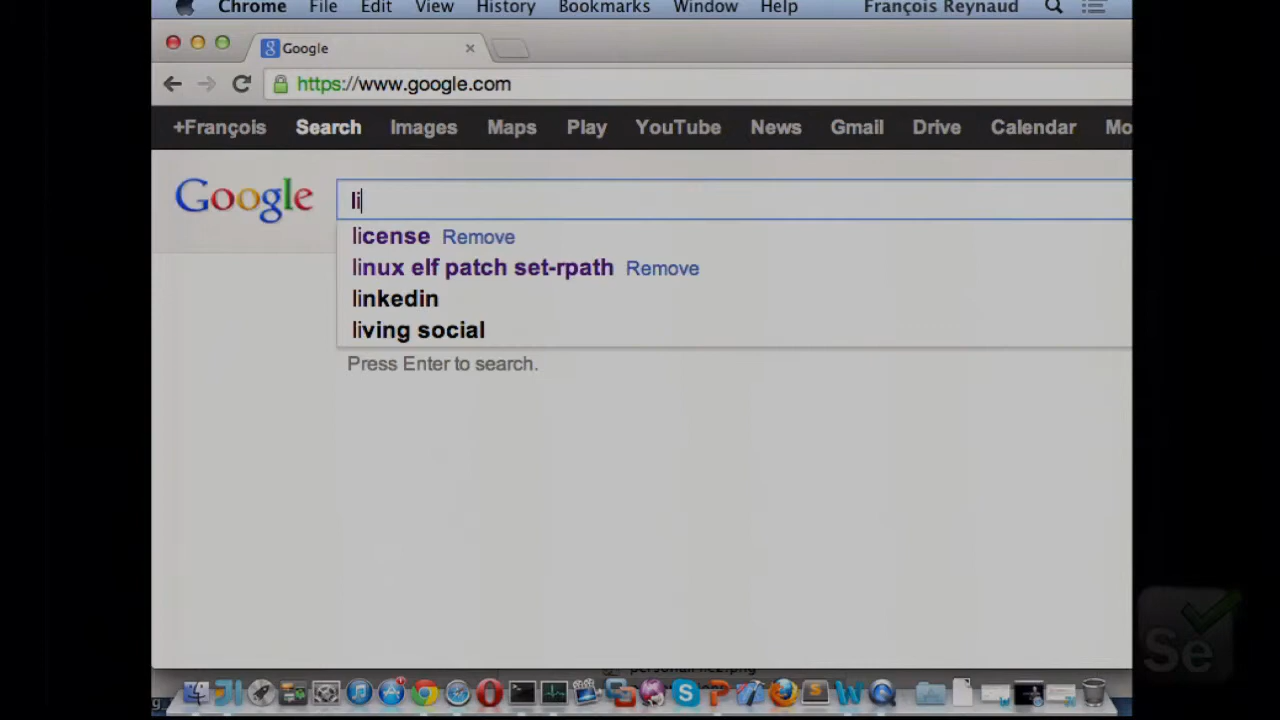 Chrome File Edit View History Bookmarks Window Help François Reynaud
Google
https://www.google.com
+François Search Images Maps Play YouTube News Gmail Drive Calendar Mo
Google li
license Remove
linux elf patch set-rpath Remove
linkedin
living social
Press Enter to search.
Se